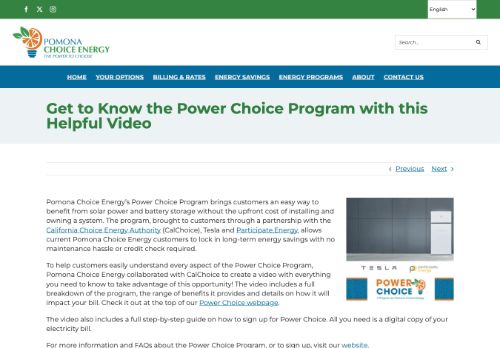 English
POMONA
CHOICE ENERGY
THE POWER TO CHOOSE
Search...
HOME YOUR OPTIONS BILLING & RATES ENERGY SAVINGS ENERGY PROGRAMS ABOUT CONTACT US
Get to Know the Power Choice Program with this
Helpful Video
Previous Next
Pomona Choice Energy's Power Choice Program brings customers an easy way to
benefit from solar power and battery storage without the upfront cost of installing and
owning a system. The program, brought to customers through a partnership with the
California Choice Energy Authority (CalChoice), Tesla and Participate Energy, allows
current Pomona Choice Energy customers to lock in long-term energy savings with no
maintenance hassle or credit check required.
TESLA participate energy
POWER
CHOICE
To help customers easily understand every aspect of the Power Choice Program,
Pomona Choice Energy collaborated with CalChoice to create a video with everything
you need to know to take advantage of this opportunity! The video includes a full
breakdown of the program, the range of benefits it provides and details on how it will
impact your bill. Check it out at the top of our Power Choice webpage.
The video also includes a full step-by-step guide on how to sign up for Power Choice. All you need is a digital copy of your
electricity bill.
For more information and FAQs about the Power Choice Program, or to sign up, visit our website.